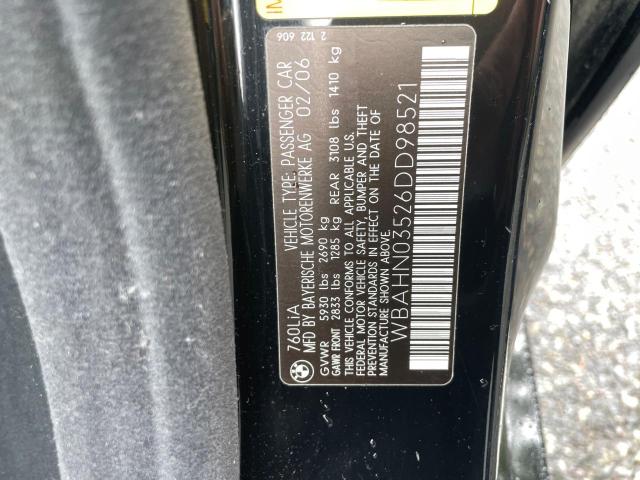 760LiA VEHICLE TYPE: PASSENGER CAR
MFD BY BAYERISCHE MOTORENWERKE AG 02/06
GVWR 5930 lbs 2690 kg
GAWR FRONT 2833 lbs 1285 kg REAR 3108 lbs 1410 kg
THIS VEHICLE CONFORMS TO ALL APPLICABLE U.S.
FEDERAL MOTOR VEHICLE SAFETY, BUMPER AND THEFT
PREVENTION STANDARDS IN EFFECT ON THE DATE OF
MANUFACTURE SHOWN ABOVE.
WBAHN03526DD98521
2 122 606
BMW